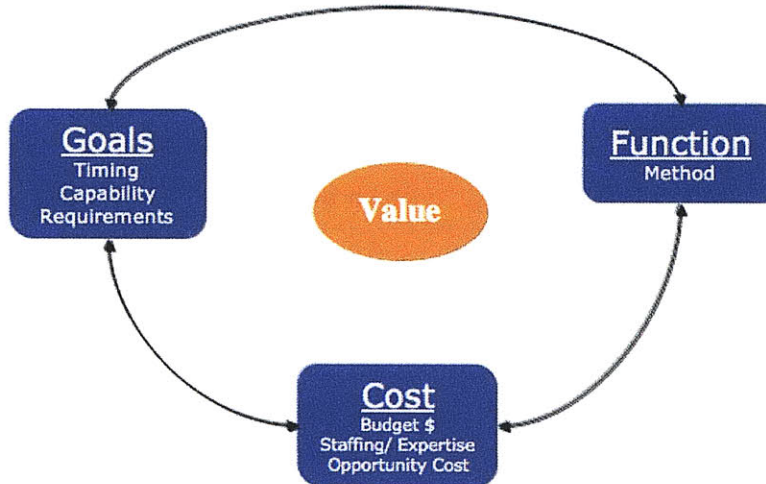 Goals
Timing
Capability
Requirements
Function
Method
Value
Cost
Budget $
Staffing/ Expertise
Opportunity Cost